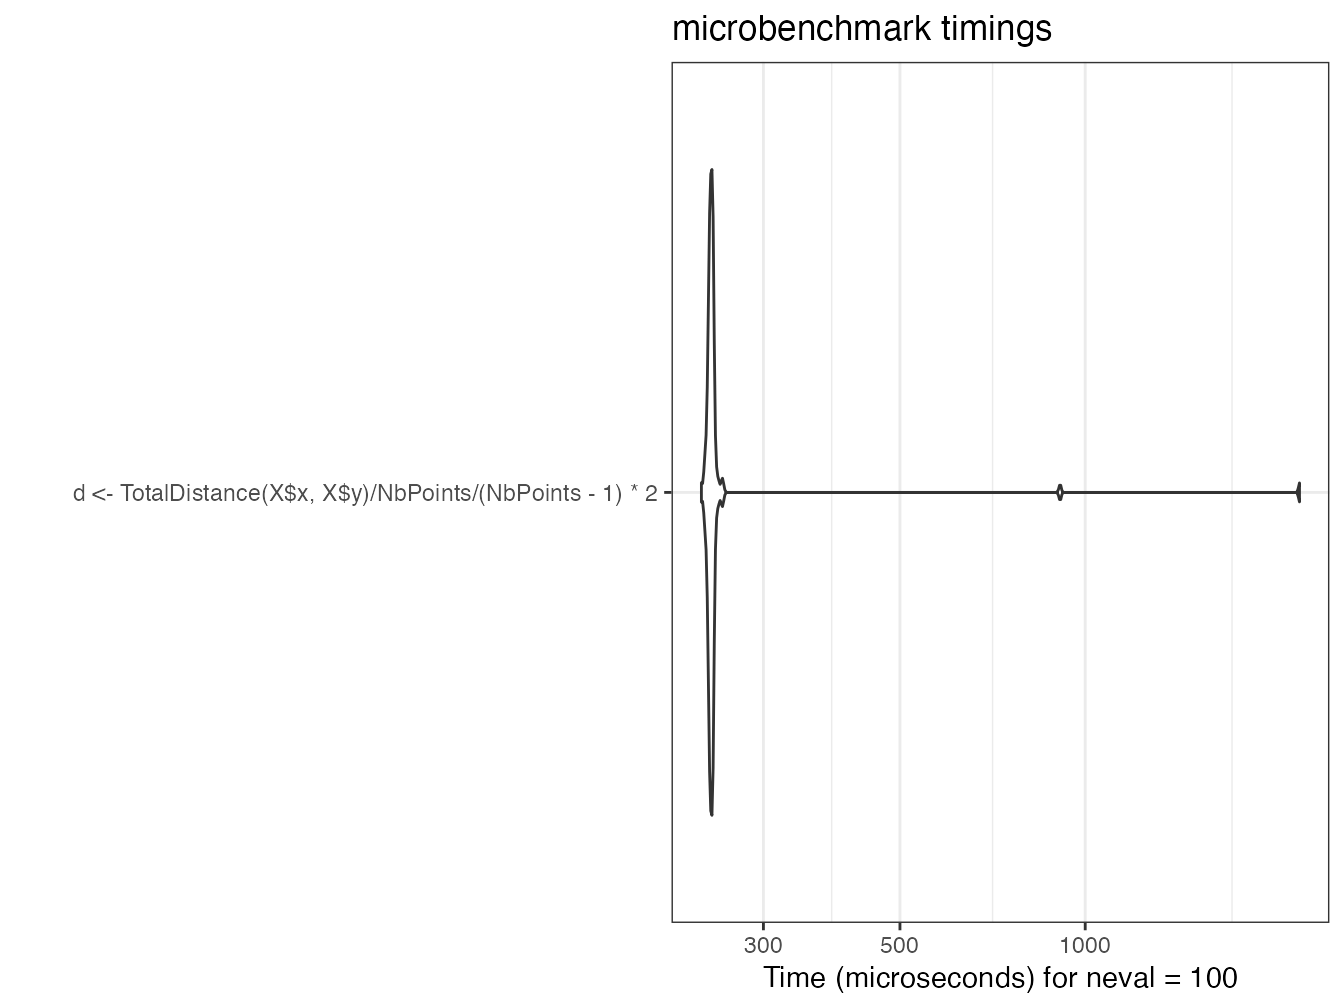 microbenchmark timings
d <- TotalDistance(X$x, X$y)/NbPoints/(NbPoints - 1) * 2
300 500 1000
Time (microseconds) for neval = 100